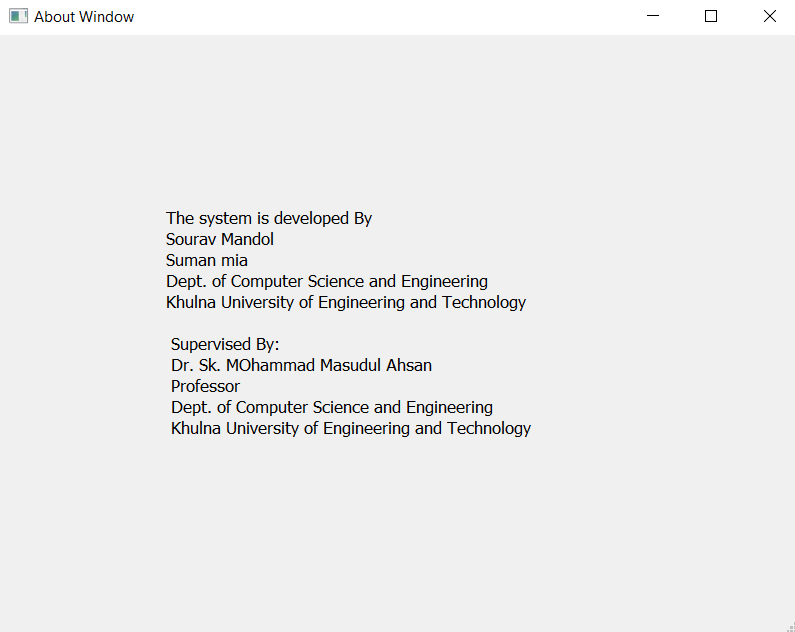 About Window
The system is developed By
Sourav Mandol
Suman mia
Dept. of Computer Science and Engineering
Khulna University of Engineering and Technology
Supervised By:
Dr. Sk. MOhammad Masudul Ahsan
Professor
Dept. of Computer Science and Engineering
Khulna University of Engineering and Technology